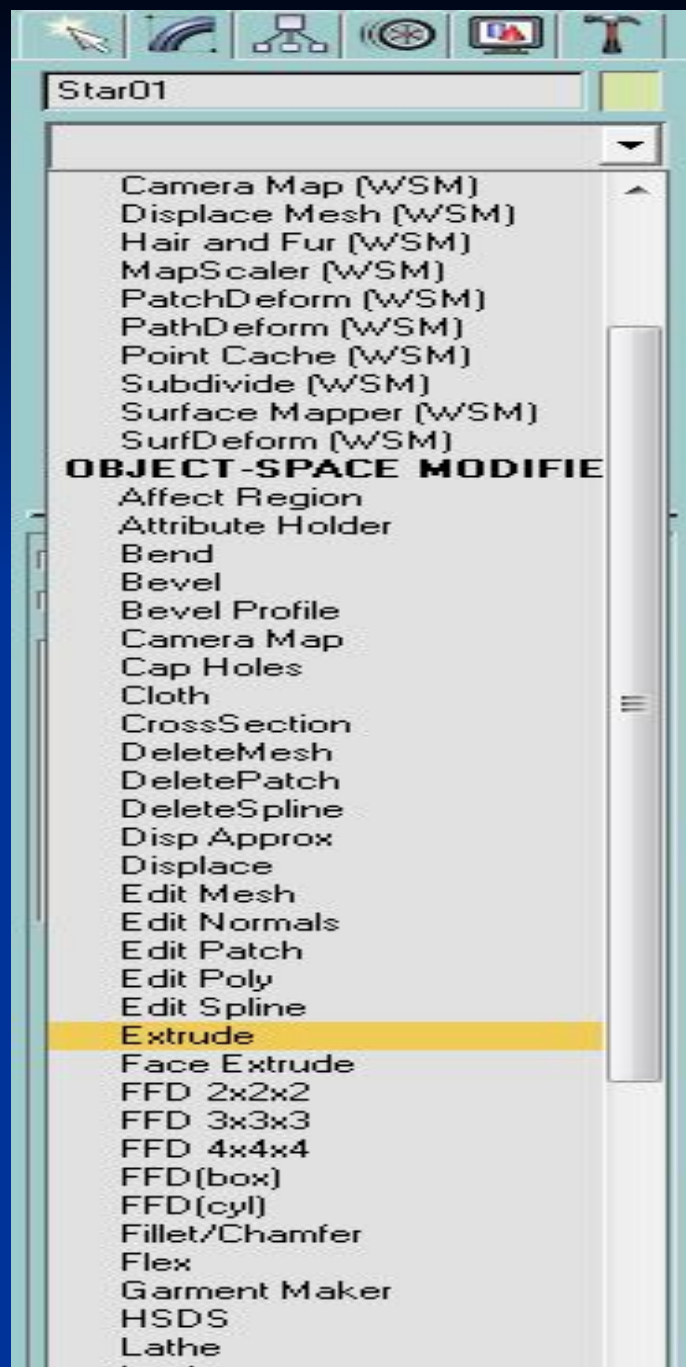 Star01
Camera Map (WSM)
Displace Mesh (WSM)
Hair and Fur (WSM)
MapScaler (WSM)
PatchDeform (WSM)
PathDeform (WSM)
Point Cache (WSM)
Subdivide (WSM)
Surface Mapper (WSM)
SurfDeform (WSM)
OBJECT-SPACE MODIFIE
Affect Region
Attribute Holder
Bend
Bevel
Bevel Profile
Camera Map
Cap Holes
Cloth
CrossSection
DeleteMesh
DeletePatch
DeleteSpline
Disp Approx
Displace
Edit Mesh
Edit Normals
Edit Patch
Edit Poly
Edit Spline
Extrude
Face Extrude
FFD 2x2x2
FFD 3x3x3
FFD 4x4x4
FFD(box)
FFD(cyl)
Fillet/Chamfer
Flex
Garment Maker
HSDS
Lathe